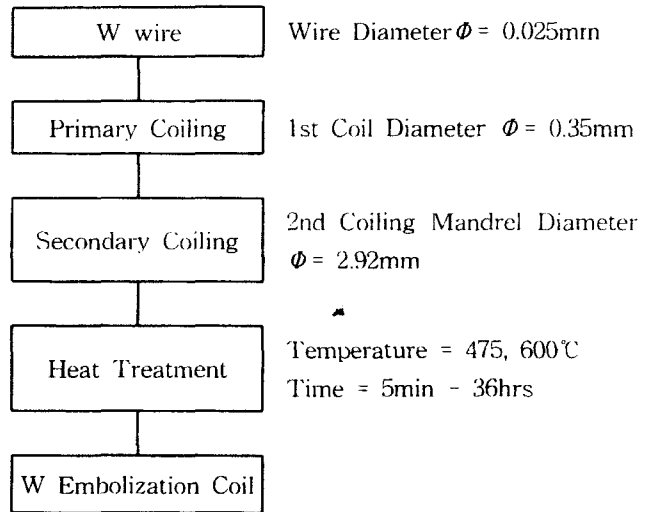 W wire
Wire Diameter Φ = 0.025mm
Primary Coiling
1st Coil Diameter Φ = 0.35mm
Secondary Coiling
2nd Coiling Mandrel Diameter
Φ = 2.92mm
Heat Treatment
Temperature = 475, 600℃
Time = 5min - 36hrs
W Embolization Coil